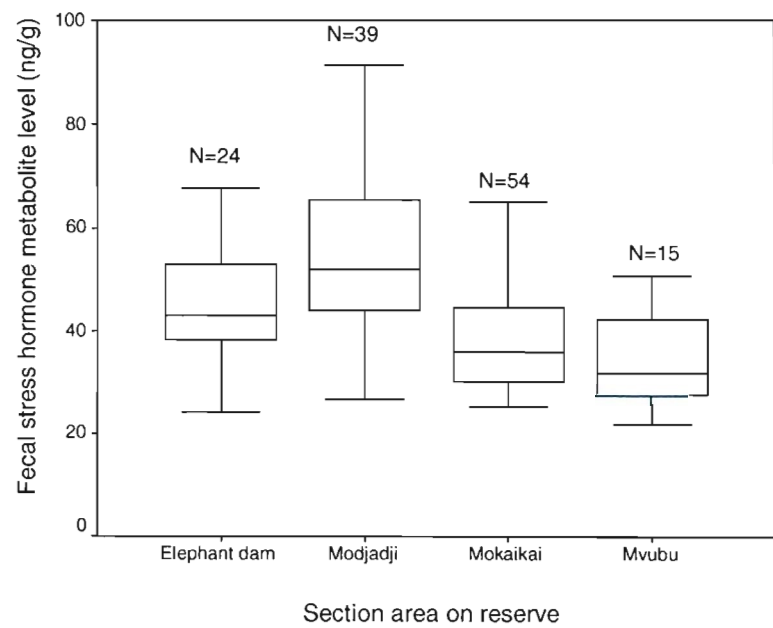 Fecal stress hormone metabolite level (ng/g)
100
80
60
40
20
0
N=24
N=39
N=54
N=15
Elephant dam
Modjadji
Mokaikai
Mvubu
Section area on reserve